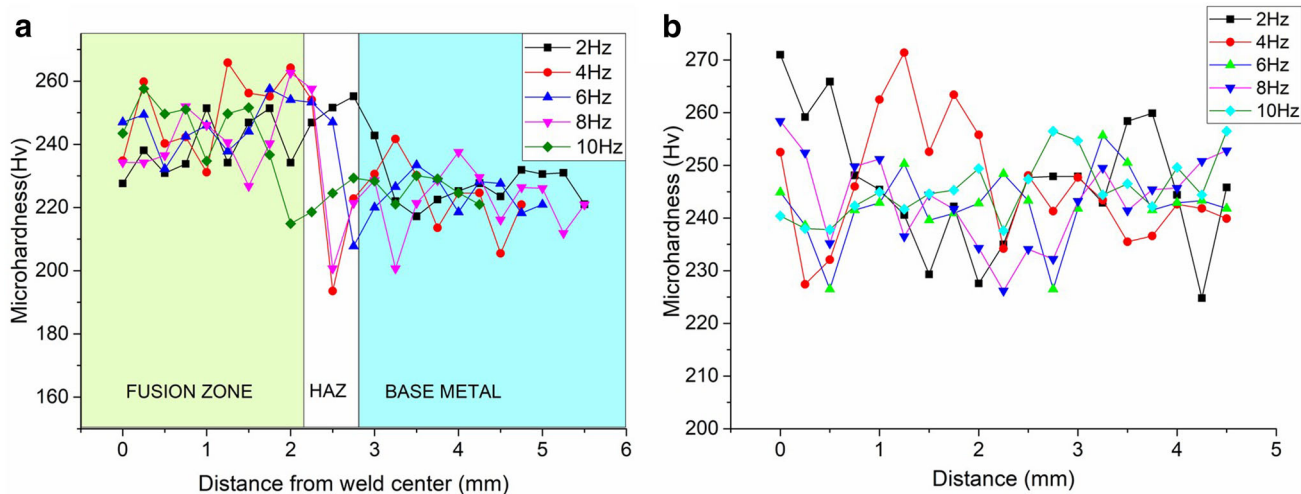 a
2Hz
4Hz
6Hz
8Hz
10Hz
Microhardness(Hv)
260
240
220
200
180
160
FUSION ZONE HAZ BASE METAL
0 1 2 3 4 5 6
Distance from weld center (mm)
b
2Hz
4Hz
6Hz
8Hz
10Hz
Microhardness (Hv)
270
260
250
240
230
220
210
200
0 1 2 3 4 5
Distance (mm)